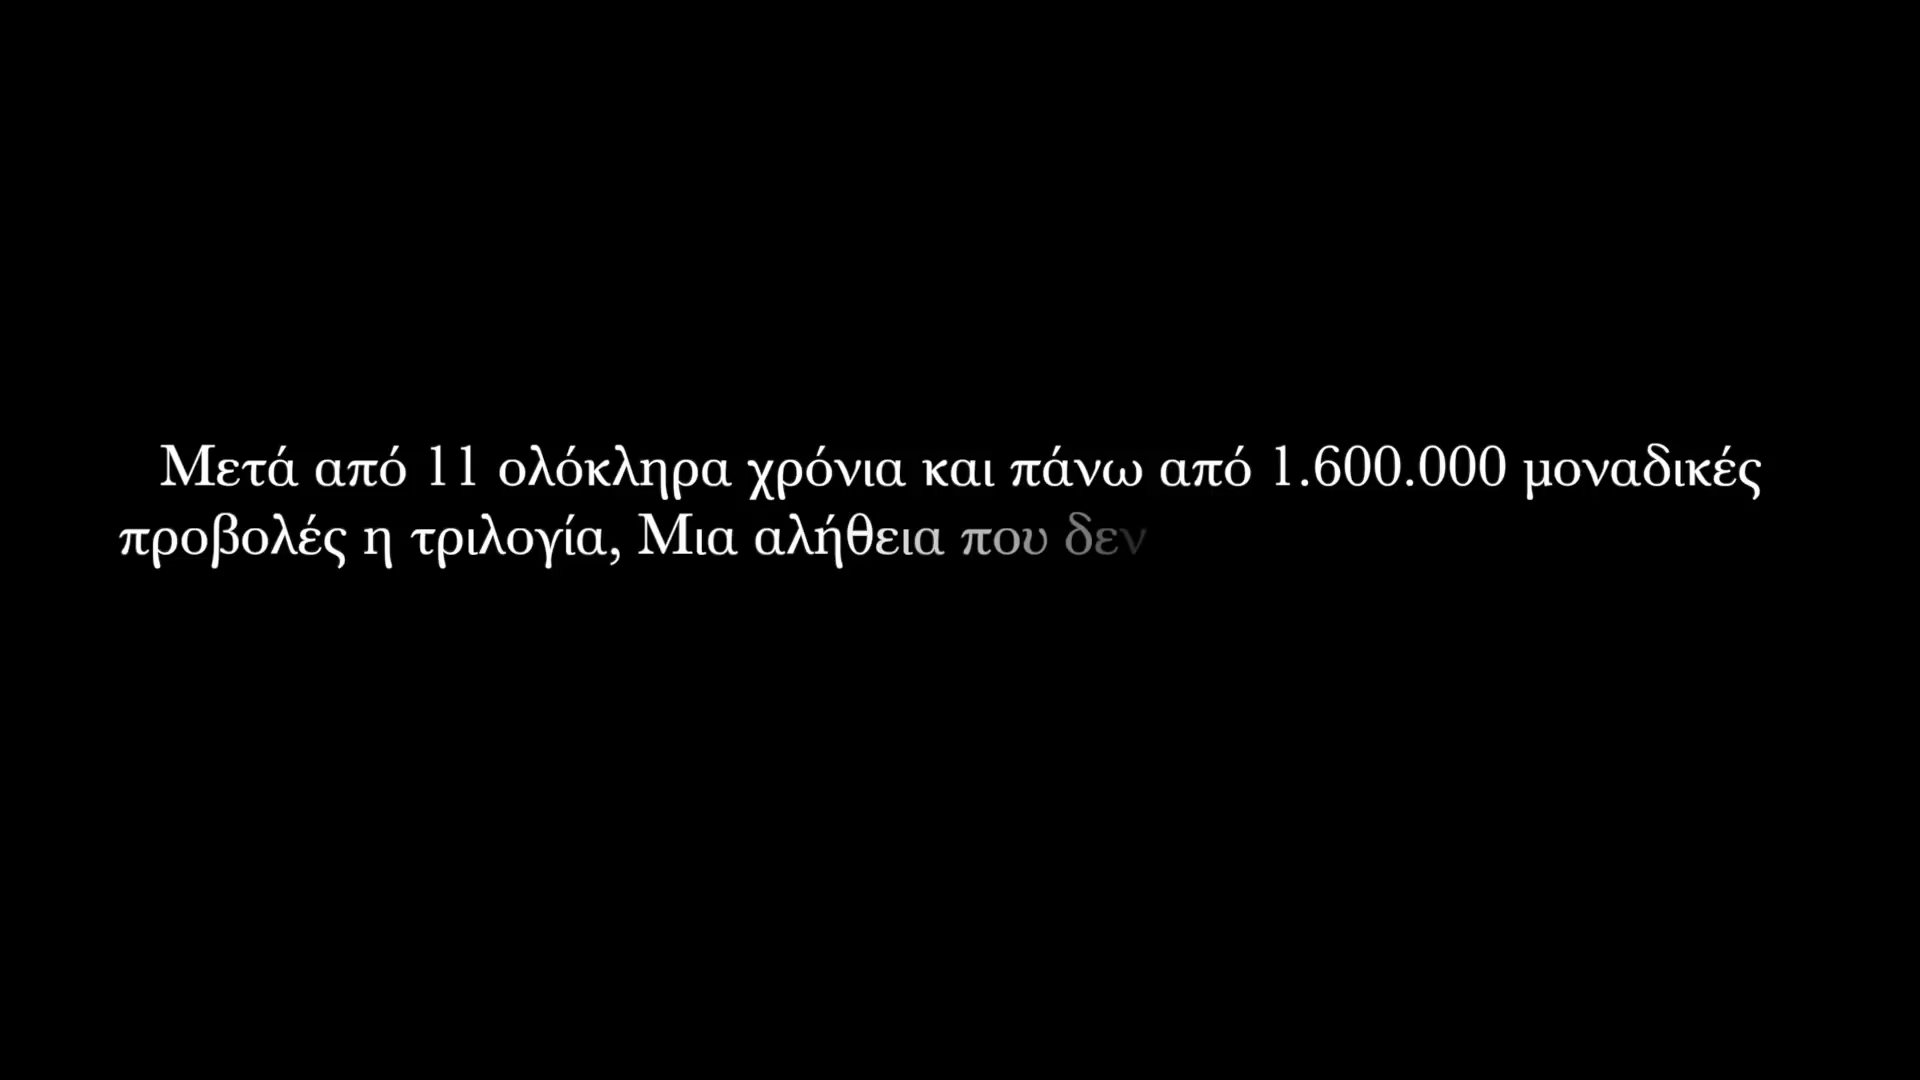 Μετά από 11 ολόκληρα χρόνια και πάνω από 1.600.000 μοναδικές
προβολές η τριλογία, Μια αλήθεια που δεν